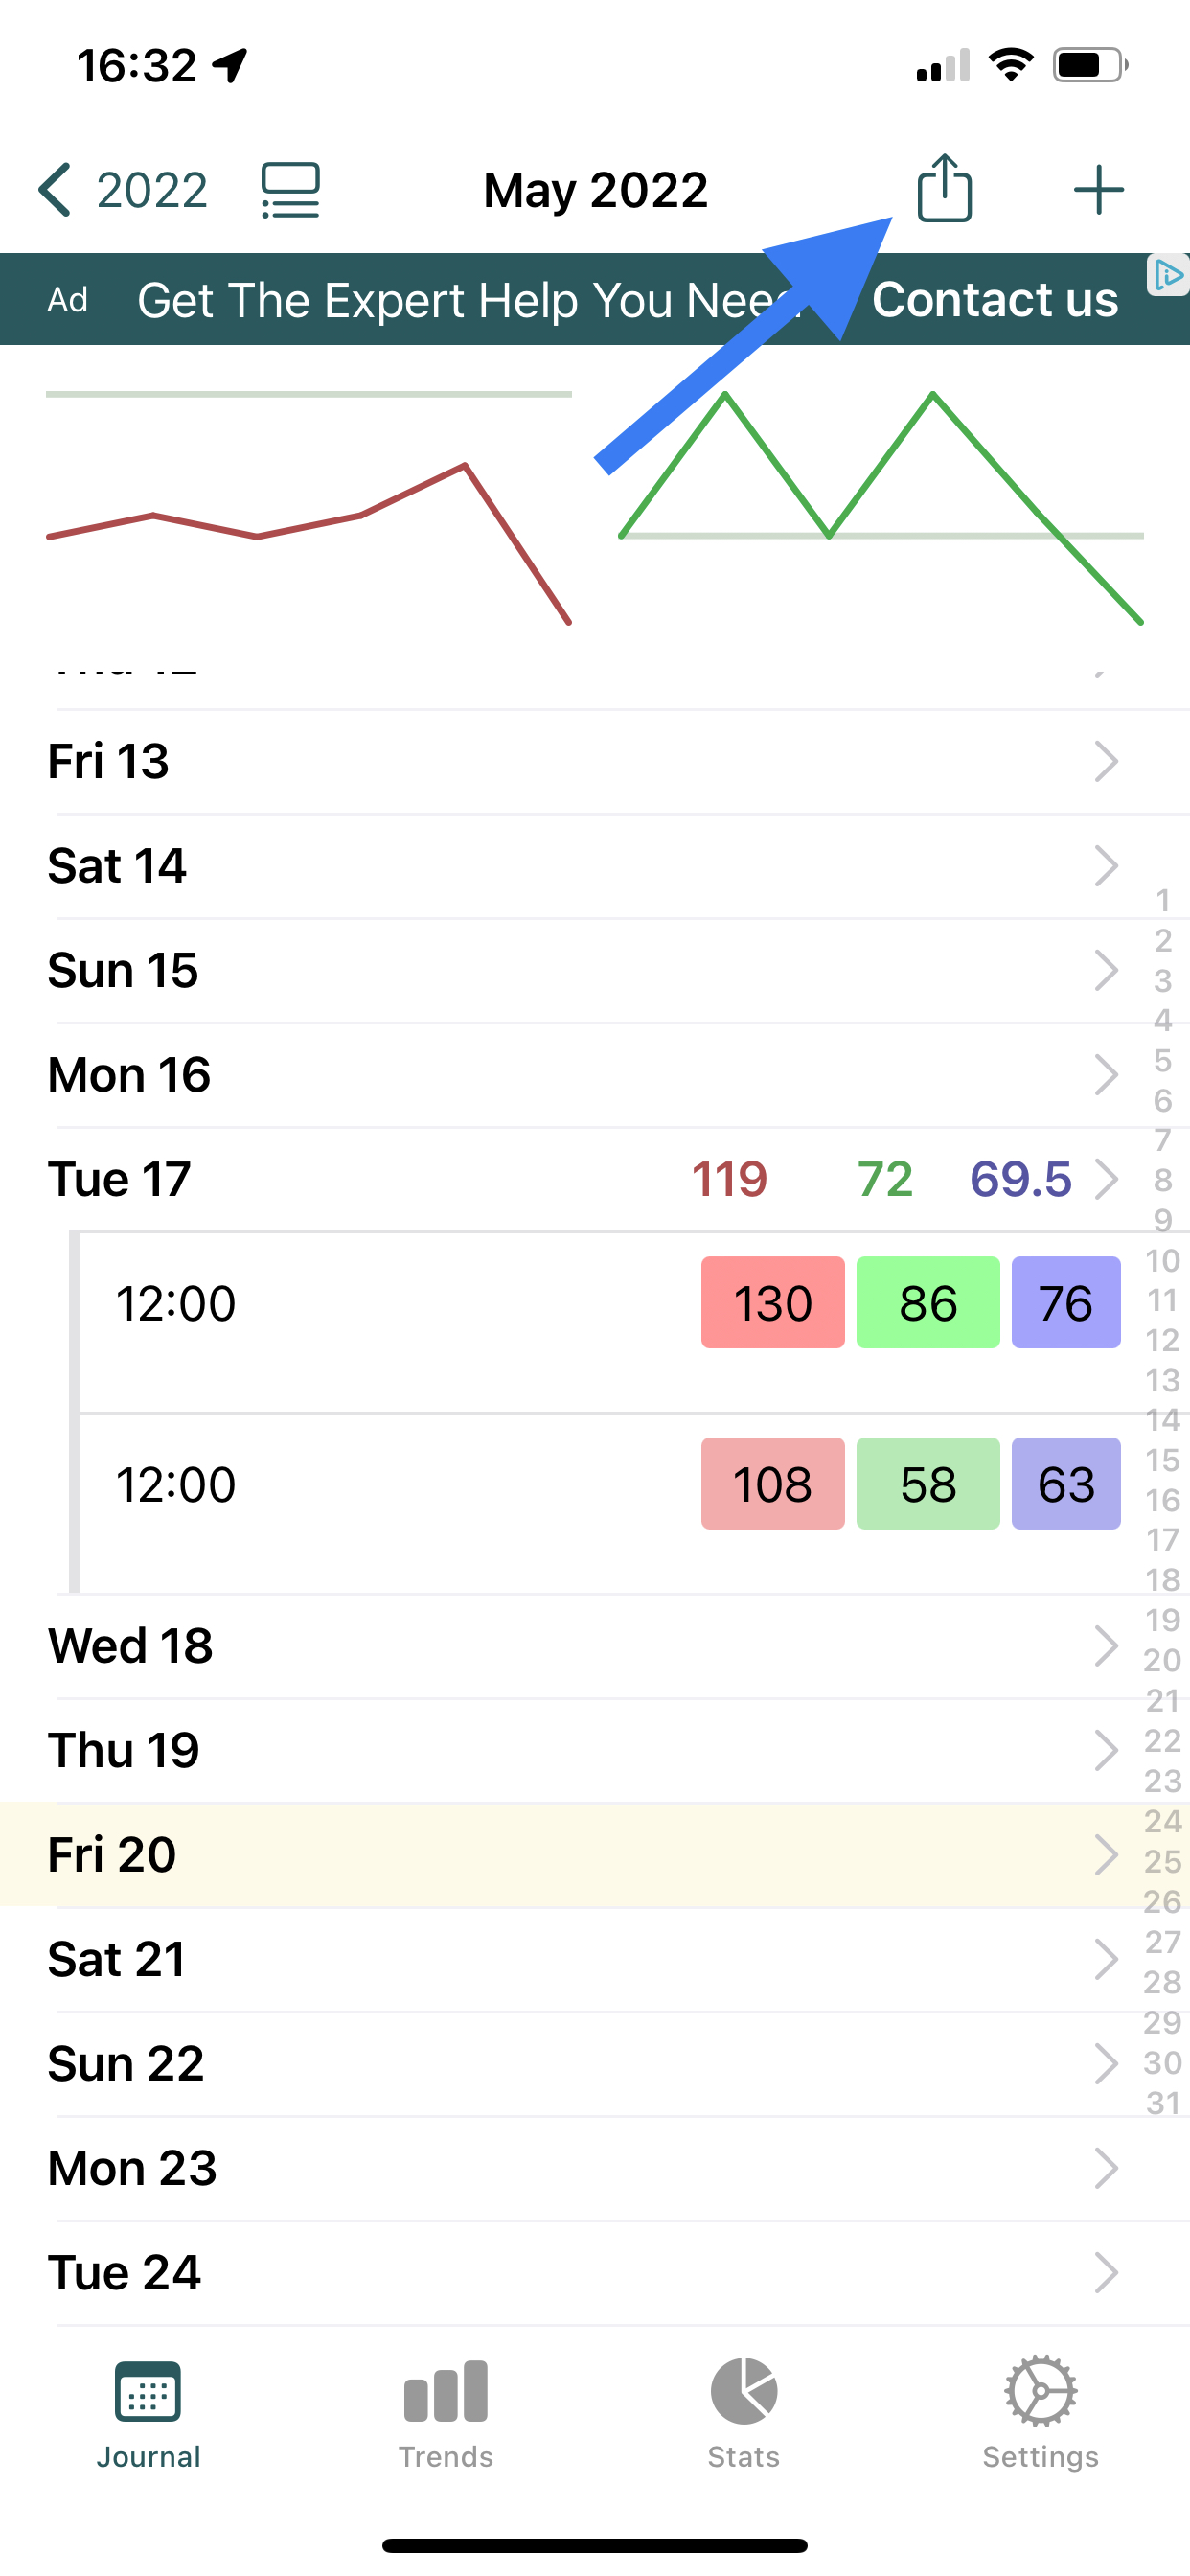 16:32
2022 May 2022
Ad Get The Expert Help You Need Contact us
Fri 13
Sat 14
1
2
Sun 15
3
4
Mon 16
5
6
7
Tue 17 119 72 69.5
8
9
10
12:00 130 86 76
11
12
13
14
12:00 108 58 63
15
16
17
18
Wed 18
19
20
21
Thu 19
22
23
24
Fri 20
25
26
Sat 21
27
28
29
Sun 22
30
31
Mon 23
Tue 24
Journal Trends Stats Settings